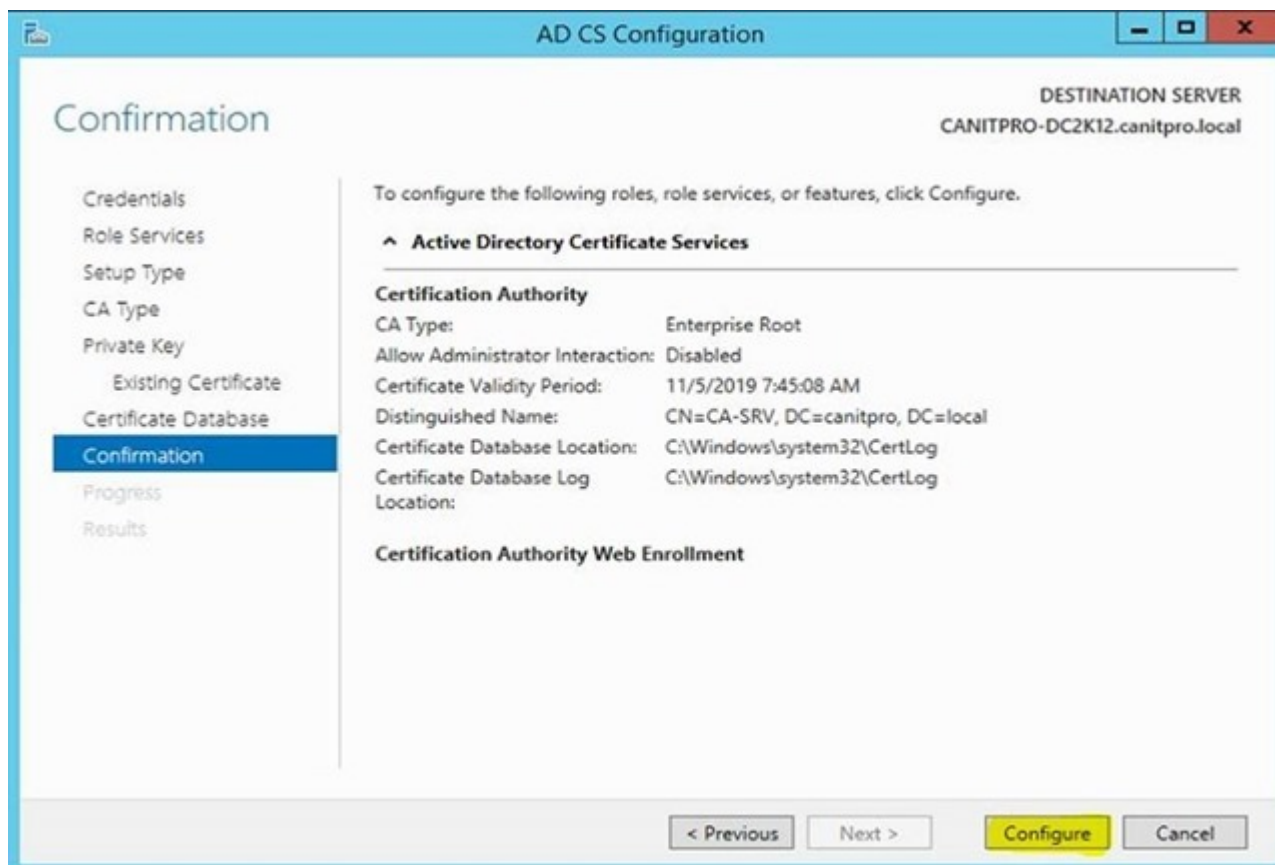 AD CS Configuration
Confirmation
DESTINATION SERVER
CANITPRO-DC2K12.canitpro.local
Credentials
Role Services
Setup Type
CA Type
Private Key
Existing Certificate
Certificate Database
Confirmation
Progress
Results
To configure the following roles, role services, or features, click Configure.
Active Directory Certificate Services
Certification Authority
CA Type: Enterprise Root
Allow Administrator Interaction: Disabled
Certificate Validity Period: 11/5/2019 7:45:08 AM
Distinguished Name: CN=CA-SRV, DC=canitpro, DC=local
Certificate Database Location: C:\Windows\system32\CertLog
Certificate Database Log C:\Windows\system32\CertLog
Location:
Certification Authority Web Enrollment
< Previous Next > Configure Cancel